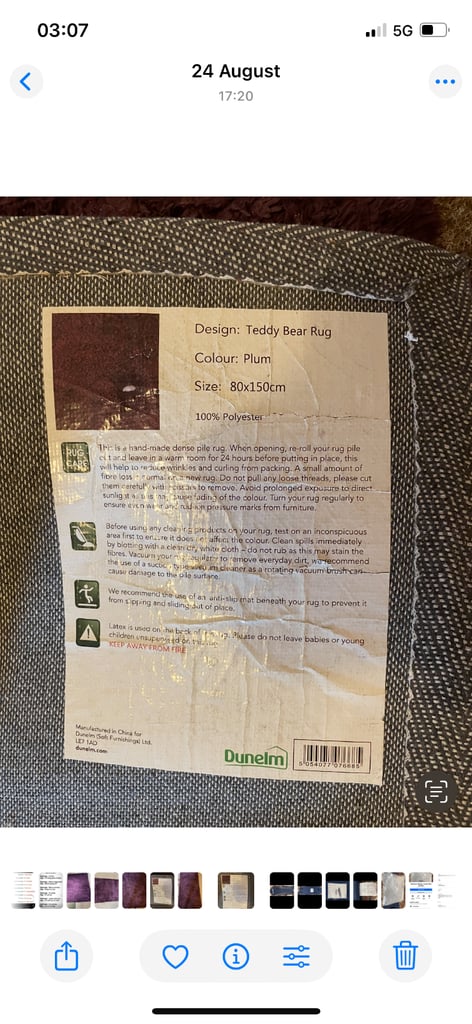 03:07
5G
24 August
17:20
Design: Teddy Bear Rug
Colour: Plum
Size: 80x150cm
100% Polyester
RUG
CARE
This is a hand-made dense pile rug. When opening, re-roll your rug pile
out and leave in a warm room for 24 hours before putting in place, this
will help to reduce wrinkles and curling from packing. A small amount of
fibre loss is normal on a new rug. Do not pull any loose threads, please cut
them carefully with scissors to remove. Avoid prolonged exposure to direct
sunlight as this may cause fading of the colour. Turn your rug regularly to
ensure even wear and pressure marks from furniture.
Before using any cleaning products on your rug, test on an inconspicuous
area first to ensure it does not affect the colour. Clean spills immediately
by blotting with a clean dry white cloth – do not rub as this may stain the
fibres. Vacuum your rug regularly to remove everyday dirt, we recommend
the use of a suction type vacuum cleaner as a rotating vacuum brush can
cause damage to the pile surface.
We recommend the use of an anti-slip mat beneath your rug to prevent it
from slipping and sliding out of place.
Latex is used on the back of this rug. Please do not leave babies or young
children unsupervised on this rug.
KEEP AWAY FROM FIRE
Manufactured in China for
Dunelm (Soft Furnishings) Ltd.
LE7 1AD
dunelm.com
Dunelm
5 054077 076885